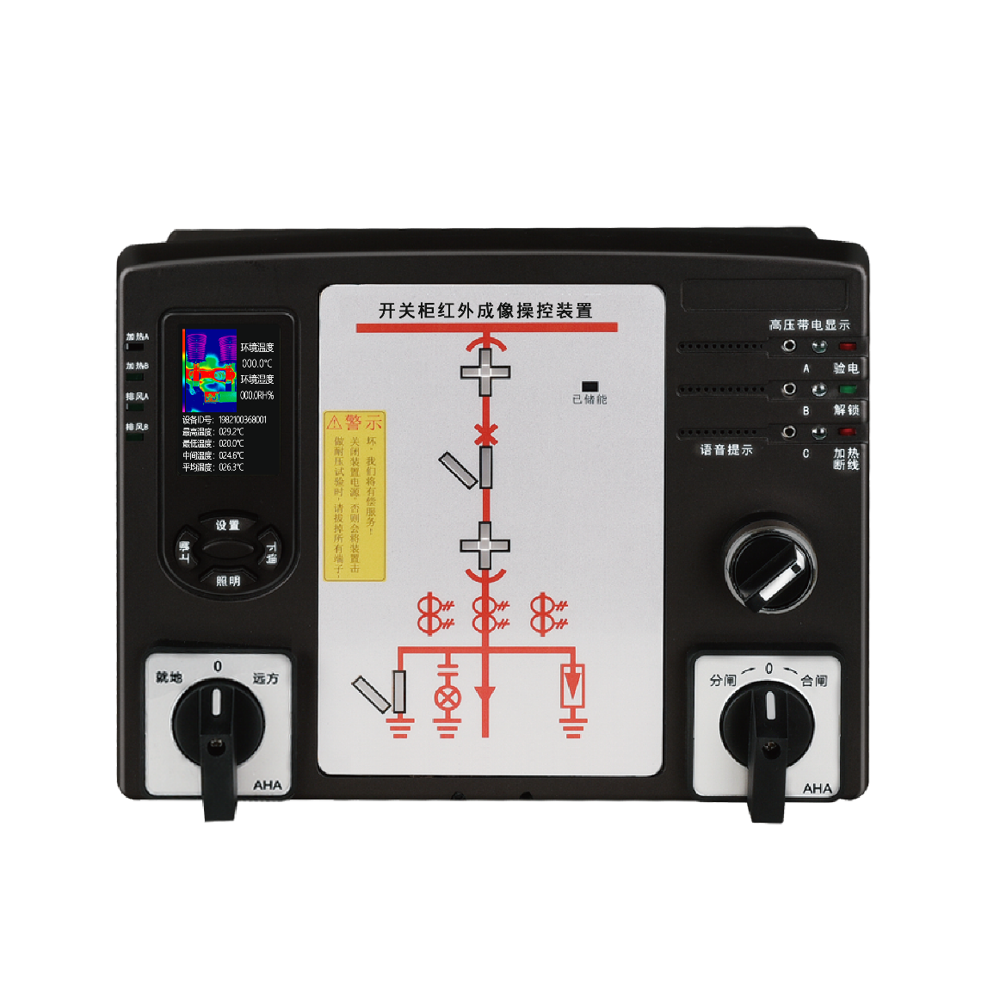 开关柜红外成像操控装置
加热A
加热B
排风A
排风B
环境温度
000.0℃
环境湿度
000.0RH%
设备ID号: 1982100368001
最高温度: 029.2℃
最低温度: 020.0℃
中间温度: 024.6℃
平均温度: 026.3℃
设置
上调
下调
照明
就地
0
远方
AHA
已储能
警示
做耐压试验时,请拔掉所有端子,
关闭装置电源,否则会将装置击
坏,我们将有偿服务!
高压带电显示
A
验电
B
解锁
C
加热
断线
语音提示
分闸
0
合闸
AHA